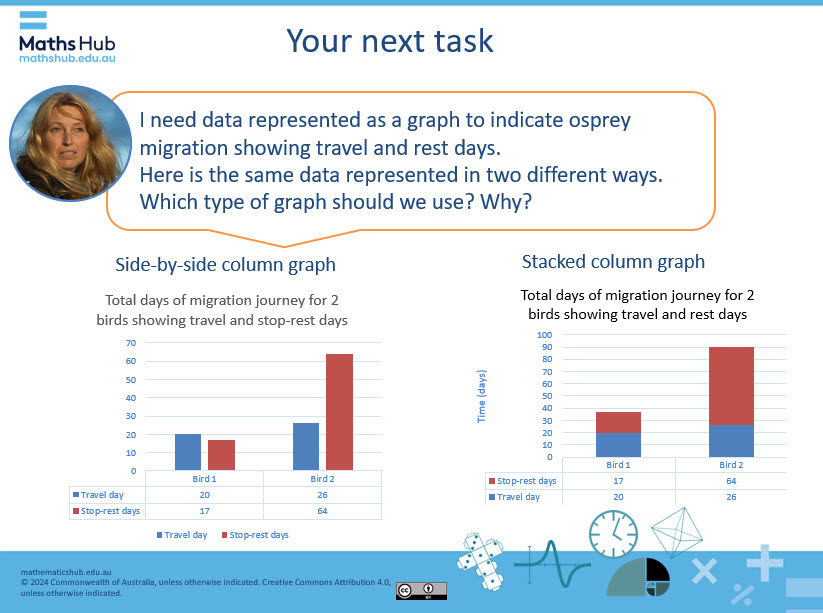 Maths Hub
mathshub.edu.au
Your next task
I need data represented as a graph to indicate osprey
migration showing travel and rest days.
Here is the same data represented in two different ways.
Which type of graph should we use? Why?
Side-by-side column graph
Total days of migration journey for 2
birds showing travel and stop-rest days
70
60
50
40
30
20
10
0
Bird 1 Bird 2
Travel day 20 26
Stop-rest days 17 64
Travel day Stop-rest days
Stacked column graph
Total days of migration journey for 2
birds showing travel and rest days
Time (days)
100
90
80
70
60
50
40
30
20
10
0
Bird 1 Bird 2
Stop-rest days 17 64
Travel day 20 26
mathematicshub.edu.au
© 2024 Commonwealth of Australia, unless otherwise indicated. Creative Commons Attribution 4.0,
unless otherwise indicated.
cc
BY